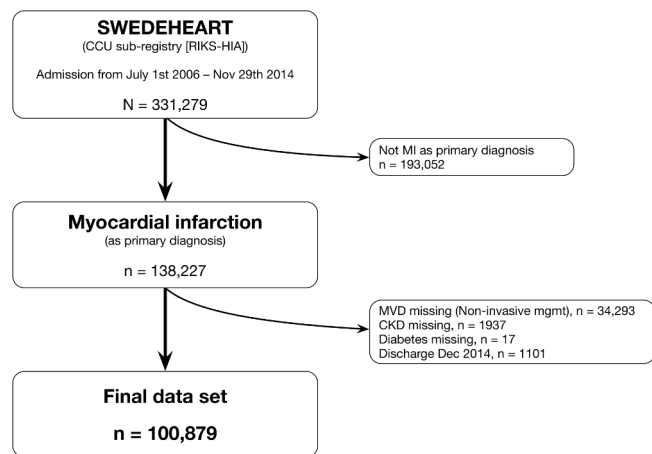 SWEDEHEART
(CCU sub-registry [RIKS-HIA])
Admission from July 1st 2006 – Nov 29th 2014
N = 331,279
Not MI as primary diagnosis
n = 193,052
Myocardial infarction
(as primary diagnosis)
n = 138,227
MVD missing (Non-invasive mgmt), n = 34,293
CKD missing, n = 1937
Diabetes missing, n = 17
Discharge Dec 2014, n = 1101
Final data set
n = 100,879